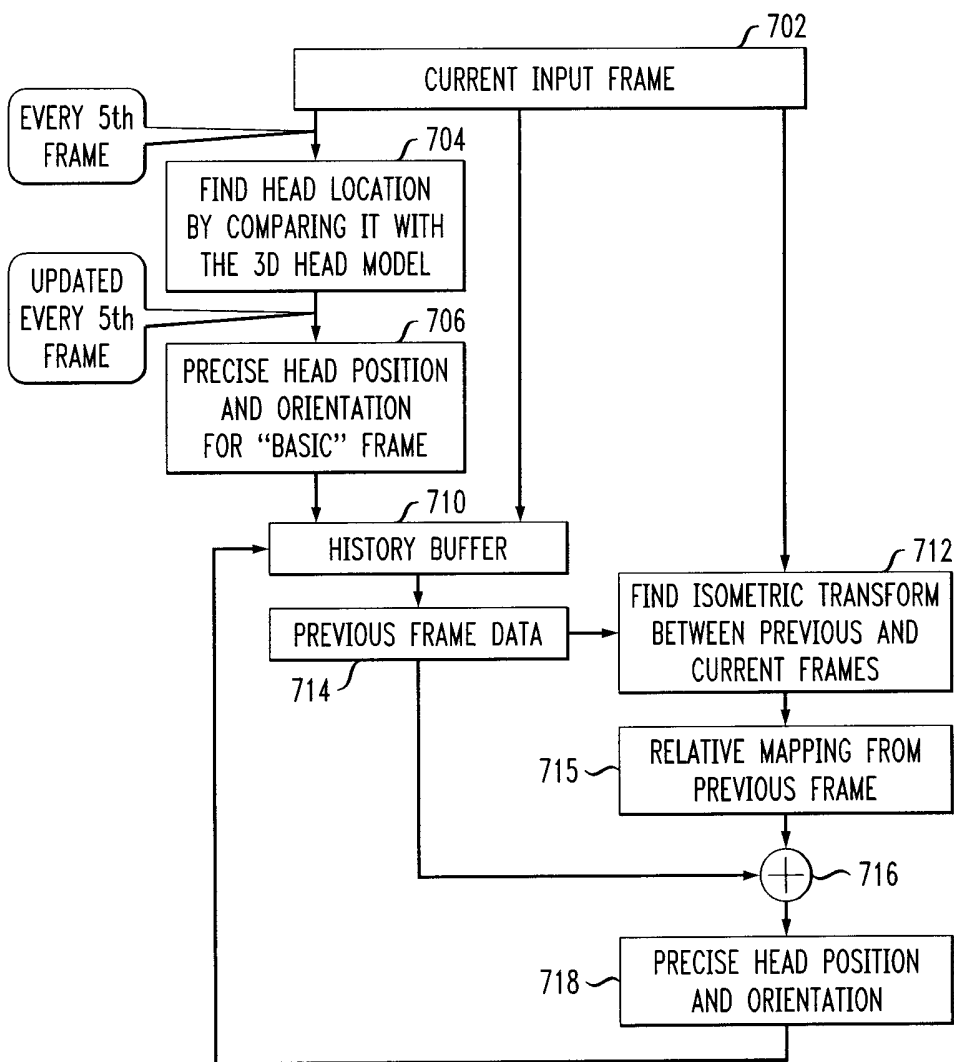 702
CURRENT INPUT FRAME
EVERY 5th
FRAME
704
FIND HEAD LOCATION
BY COMPARING IT WITH
THE 3D HEAD MODEL
UPDATED
EVERY 5th
FRAME
706
PRECISE HEAD POSITION
AND ORIENTATION
FOR “BASIC” FRAME
710
HISTORY BUFFER
712
FIND ISOMETRIC TRANSFORM
BETWEEN PREVIOUS AND
CURRENT FRAMES
PREVIOUS FRAME DATA
714
715
RELATIVE MAPPING FROM
PREVIOUS FRAME
716
718
PRECISE HEAD POSITION
AND ORIENTATION